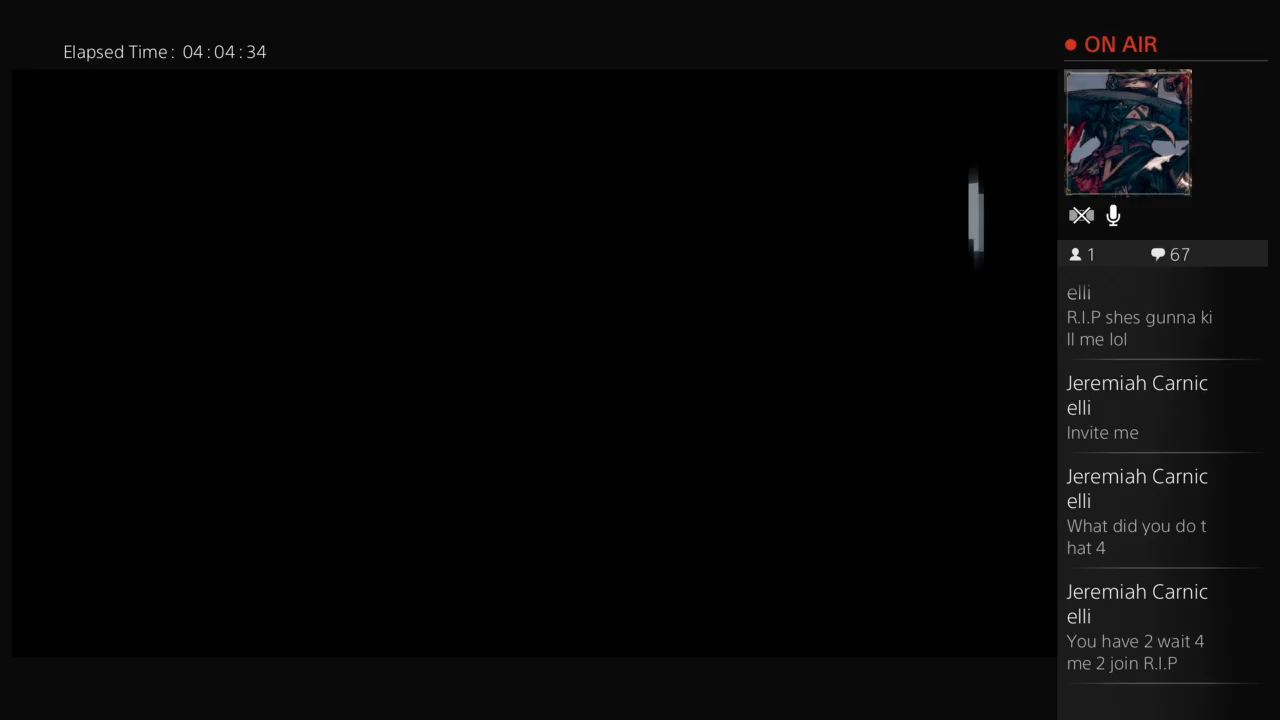 Elapsed Time: 04:04:34
ON AIR
1 67
elli
R.I.P shes gunna ki
ll me lol
Jeremiah Carnic
elli
Invite me
Jeremiah Carnic
elli
What did you do t
hat 4
Jeremiah Carnic
elli
You have 2 wait 4
me 2 join R.I.P